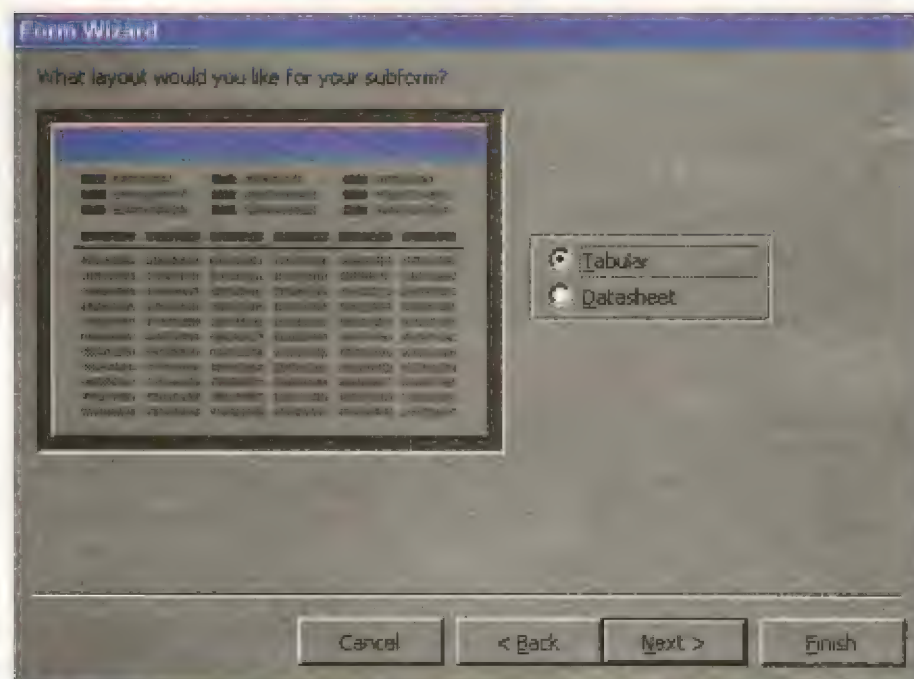 Form Wizard
What layout would you like for your subform?
Tabular
Datasheet
Cancel
< Back
Next >
Finish